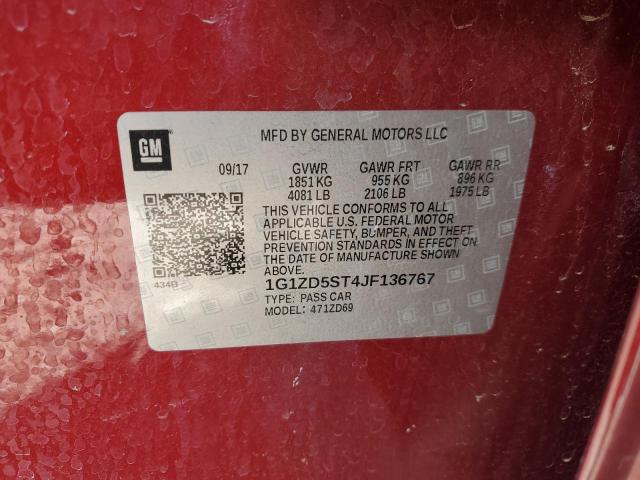 GM
MFD BY GENERAL MOTORS LLC
09/17 GVWR GAWR FRT GAWR RR
1851 KG 955 KG 896 KG
4081 LB 2106 LB 1975 LB
THIS VEHICLE CONFORMS TO ALL
APPLICABLE U.S. FEDERAL MOTOR
VEHICLE SAFETY, BUMPER, AND THEFT
PREVENTION STANDARDS IN EFFECT ON
THE DATE OF MANUFACTURE SHOWN
ABOVE.
434B
1G1ZD5ST4JF136767
TYPE: PASS CAR
MODEL: 471ZD69